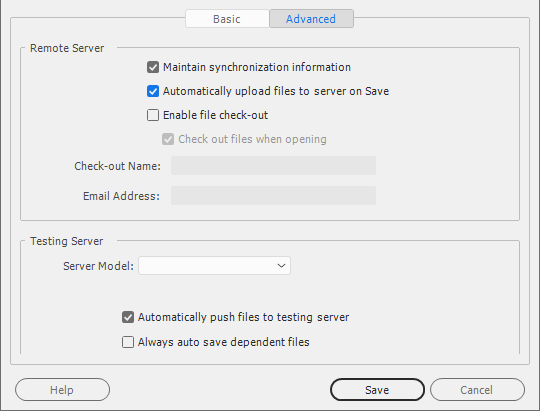 Basic
Advanced
Remote Server
Maintain synchronization information
Automatically upload files to server on Save
Enable file check-out
Check out files when opening
Check-out Name:
Email Address:
Testing Server
Server Model:
Automatically push files to testing server
Always auto save dependent files
Help
Save
Cancel